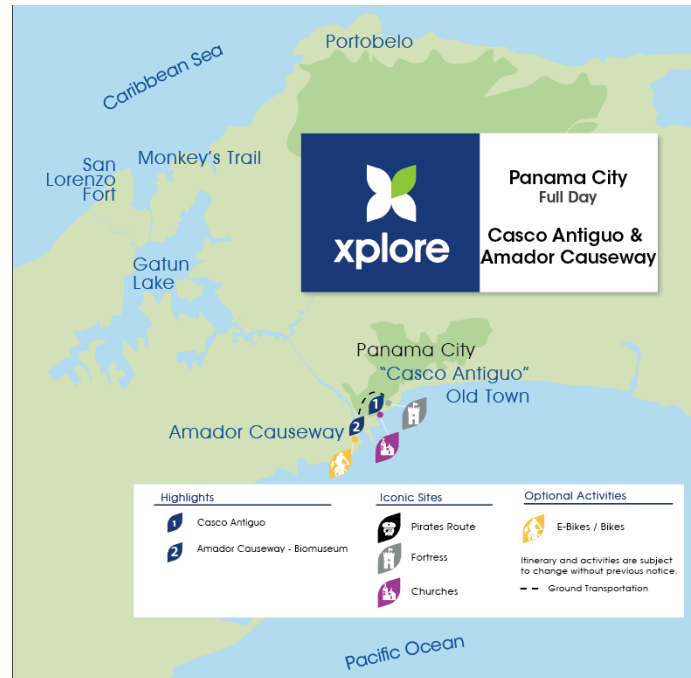 Portobelo
Caribbean Sea
Monkey's Trail
San
Lorenzo
Fort
xplore
Panama City
Full Day
Casco Antiguo &
Amador Causeway
Gatun
Lake
Panama City
"Casco Antiguo"
Old Town
1
2
Amador Causeway
Highlights
1 Casco Antiguo
2 Amador Causeway - Biomuseum
Iconic Sites
Pirates Route
Fortress
Churches
Optional Activities
E-Bikes / Bikes
Itinerary and activities are subject
to change without previous notice.
Ground Transportation
Pacific Ocean